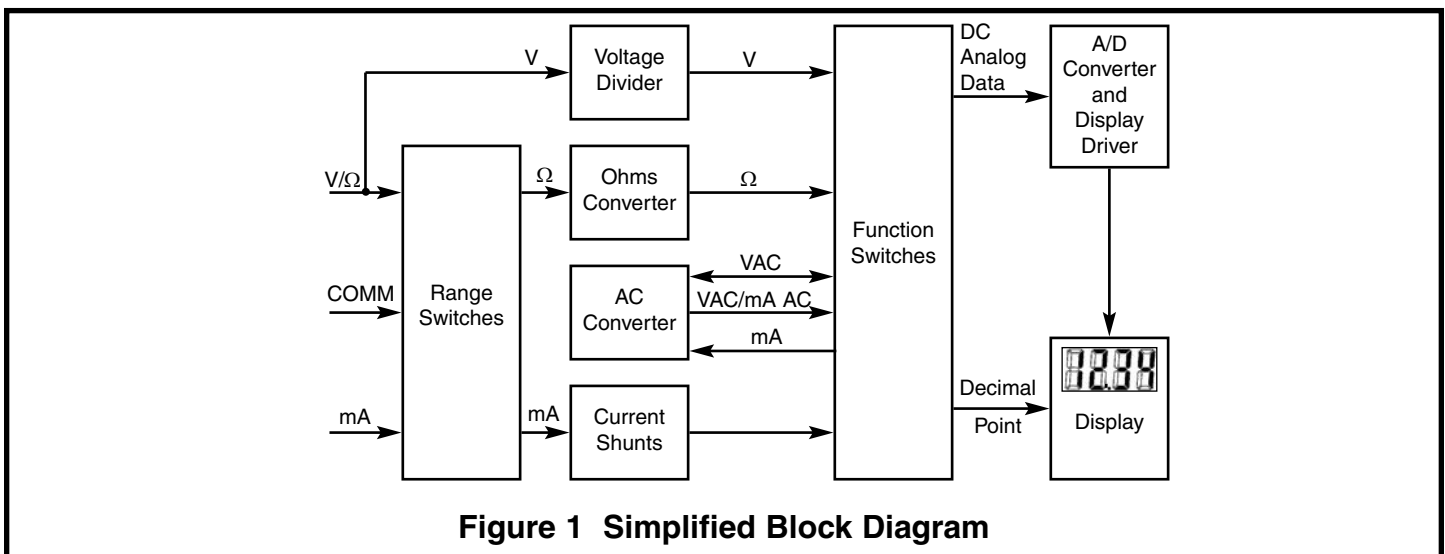 V
Voltage
Divider
V
DC
Analog
Data
A/D
Converter
and
Display
Driver
V/Ω
Range
Switches
Ω
Ohms
Converter
Ω
Function
Switches
COMM
AC
Converter
VAC
VAC/mA AC
mA
mA
mA
Current
Shunts
Decimal
Point
12.34
Display
Figure 1 Simplified Block Diagram